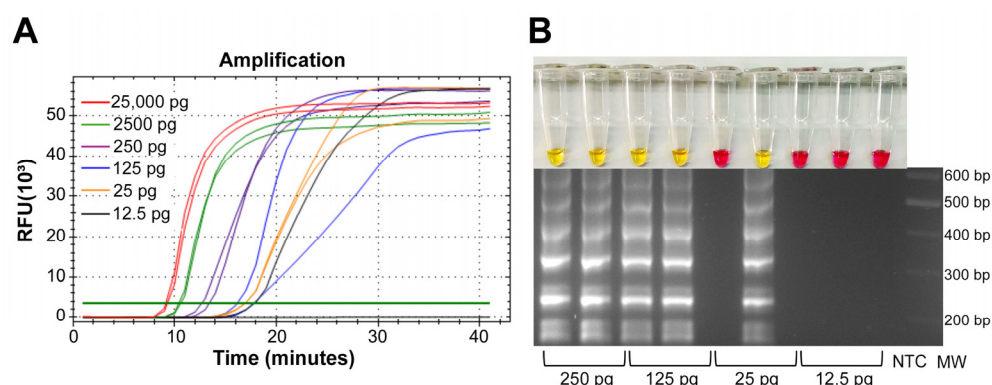 A
Amplification
25,000 pg
2500 pg
250 pg
125 pg
25 pg
12.5 pg
50
40
30
20
10
0
RFU(10³)
0 10 20 30 40
Time (minutes)
B
600 bp
500 bp
400 bp
300 bp
200 bp
NTC MW
250 pg 125 pg 25 pg 12.5 pg